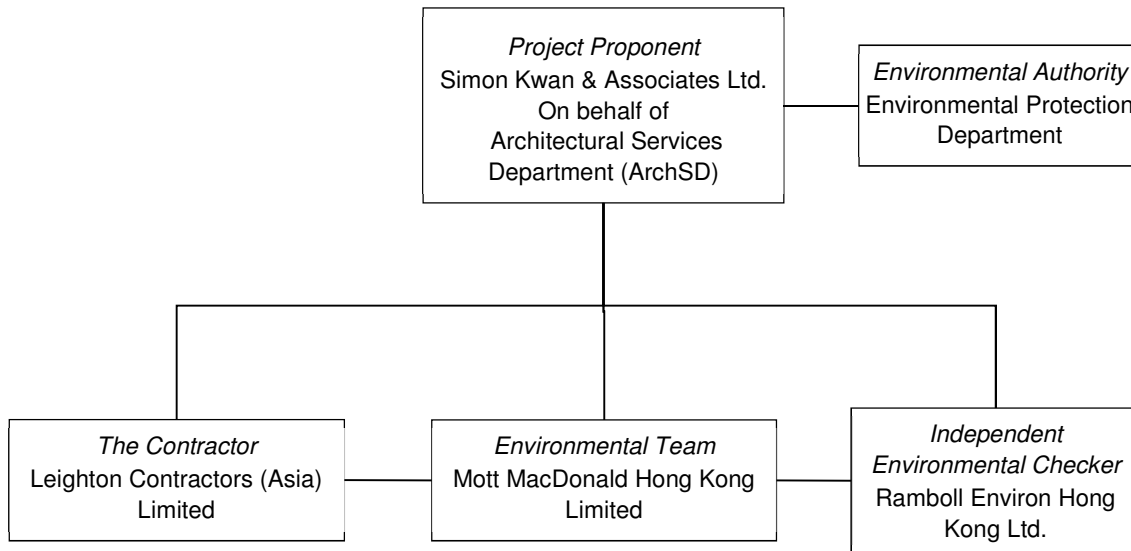 Project Proponent
Simon Kwan & Associates Ltd.
On behalf of
Architectural Services
Department (ArchSD)
Environmental Authority
Environmental Protection
Department
The Contractor
Leighton Contractors (Asia)
Limited
Environmental Team
Mott MacDonald Hong Kong
Limited
Independent
Environmental Checker
Ramboll Environ Hong
Kong Ltd.